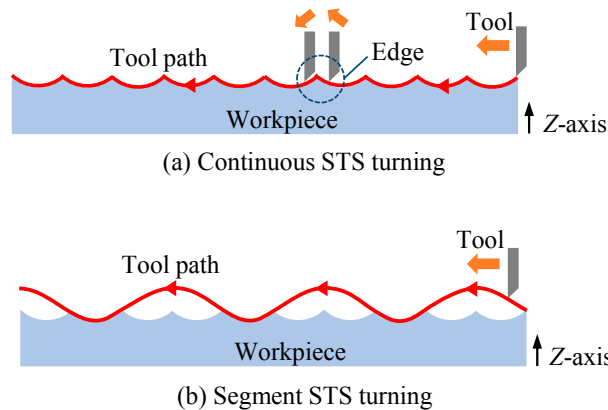 Tool path
Edge
Tool
Workpiece
Z-axis
(a) Continuous STS turning
Tool path
Tool
Workpiece
Z-axis
(b) Segment STS turning